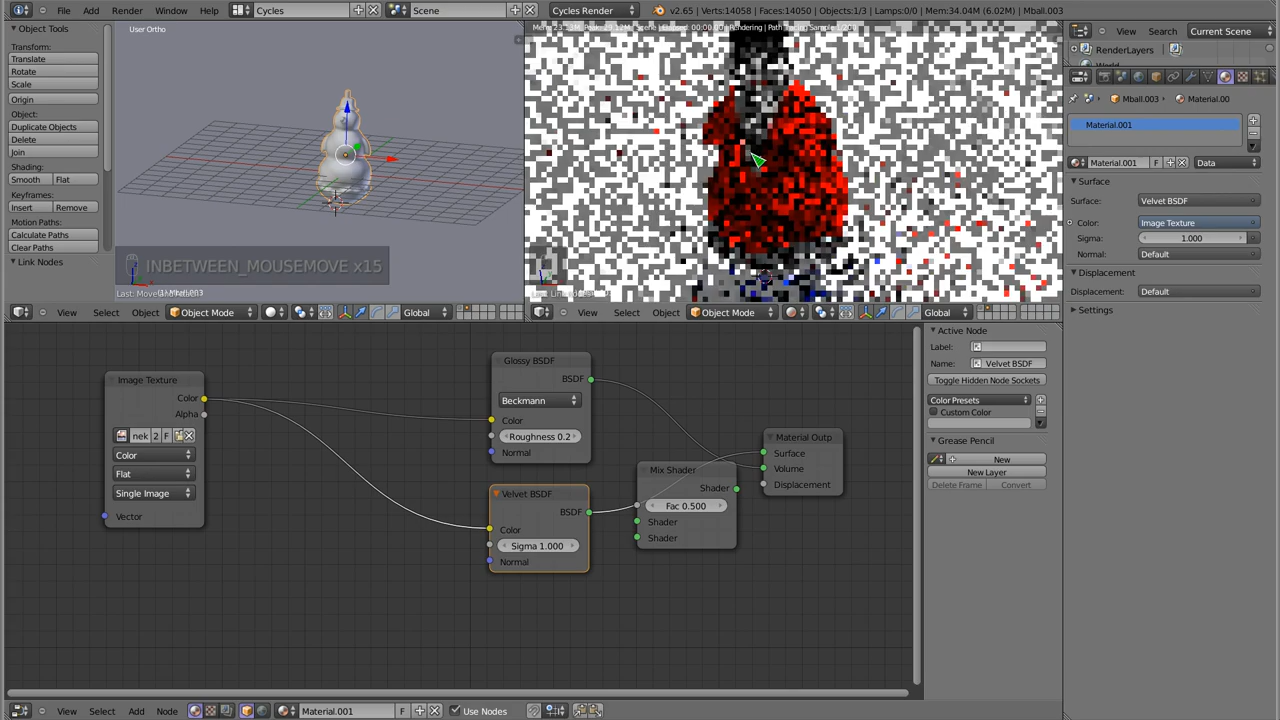 File Add Render Window Help Cycles Scene Cycles Render v2.65 | Verts:14058 | Faces:14050 | Objects:1/3 | Lamps:0/0 | Mem:34.04M (6.02M) | Mball.003
Object Tools
Transform:
Translate
Rotate
Scale
Origin
Object:
Duplicate Objects
Delete
Join
Shading:
Smooth Flat
Keyframes:
Insert Remove
Motion Paths:
Calculate Paths
Clear Paths
Link Nodes
User Ortho
INBETWEEN_MOUSEMOVE x15
View Select Object Object Mode Global
View Select Object Object Mode Global
View Search Current Scene
RenderLayers
Mball.003 Material.00
Material.001
Material.001 F Data
Surface
Surface: Velvet BSDF
Color: Image Texture
Sigma: 1.000
Normal: Default
Displacement
Displacement: Default
Settings
Image Texture
Color
Alpha
nek 2 F
Color
Flat
Single Image
Vector
Glossy BSDF
BSDF
Beckmann
Color
Roughness 0.2
Normal
Velvet BSDF
BSDF
Color
Sigma 1.000
Normal
Mix Shader
Shader
Fac 0.500
Shader
Shader
Material Outp
Surface
Volume
Displacement
Active Node
Label:
Name: Velvet BSDF
Toggle Hidden Node Sockets
Color Presets
Custom Color
Grease Pencil
New
New Layer
Delete Frame Convert
View Select Add Node Material.001 F Use Nodes